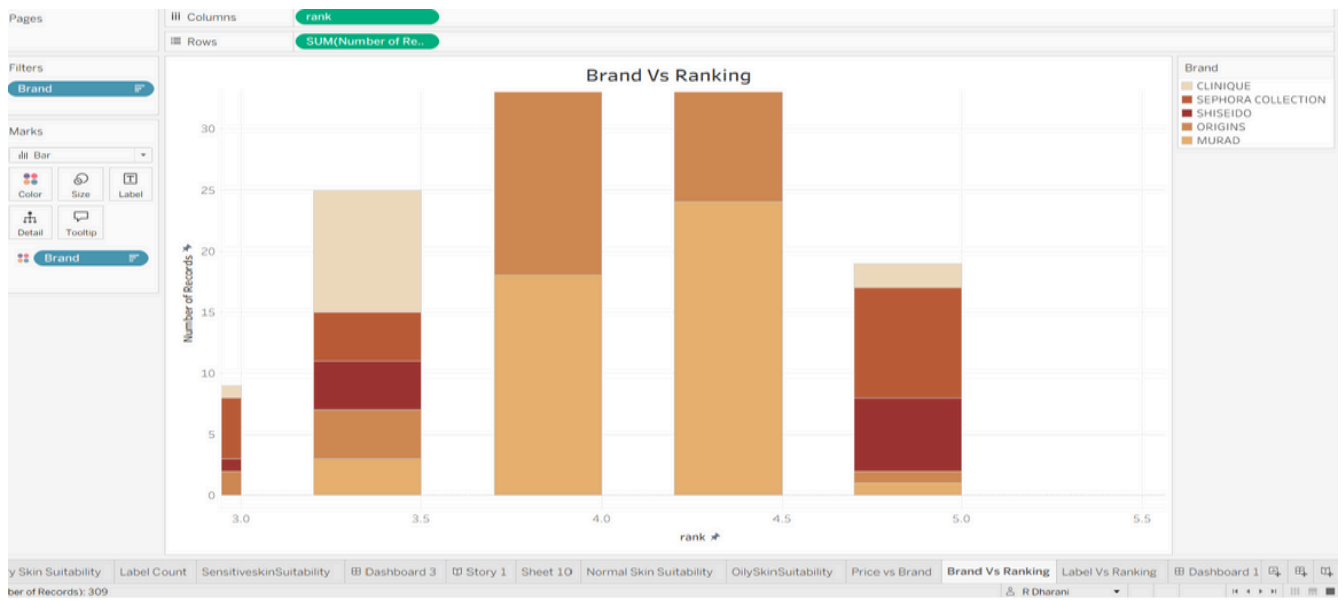 Pages
Columns
rank
Rows
SUM(Number of Re..
Filters
Brand
Marks
Bar
Color
Size
Label
Detail
Tooltip
Brand
Brand Vs Ranking
Number of Records
30
25
20
15
10
5
0
3.0
3.5
4.0
4.5
5.0
5.5
rank
Brand
CLINIQUE
SEPHORA COLLECTION
SHISEIDO
ORIGINS
MURAD
y Skin Suitability
Label Count
SensitiveskinSuitability
Dashboard 3
Story 1
Sheet 10
Normal Skin Suitability
OilySkinSuitability
Price vs Brand
Brand Vs Ranking
Label Vs Ranking
Dashboard 1
ber of Records): 309
R Dharani